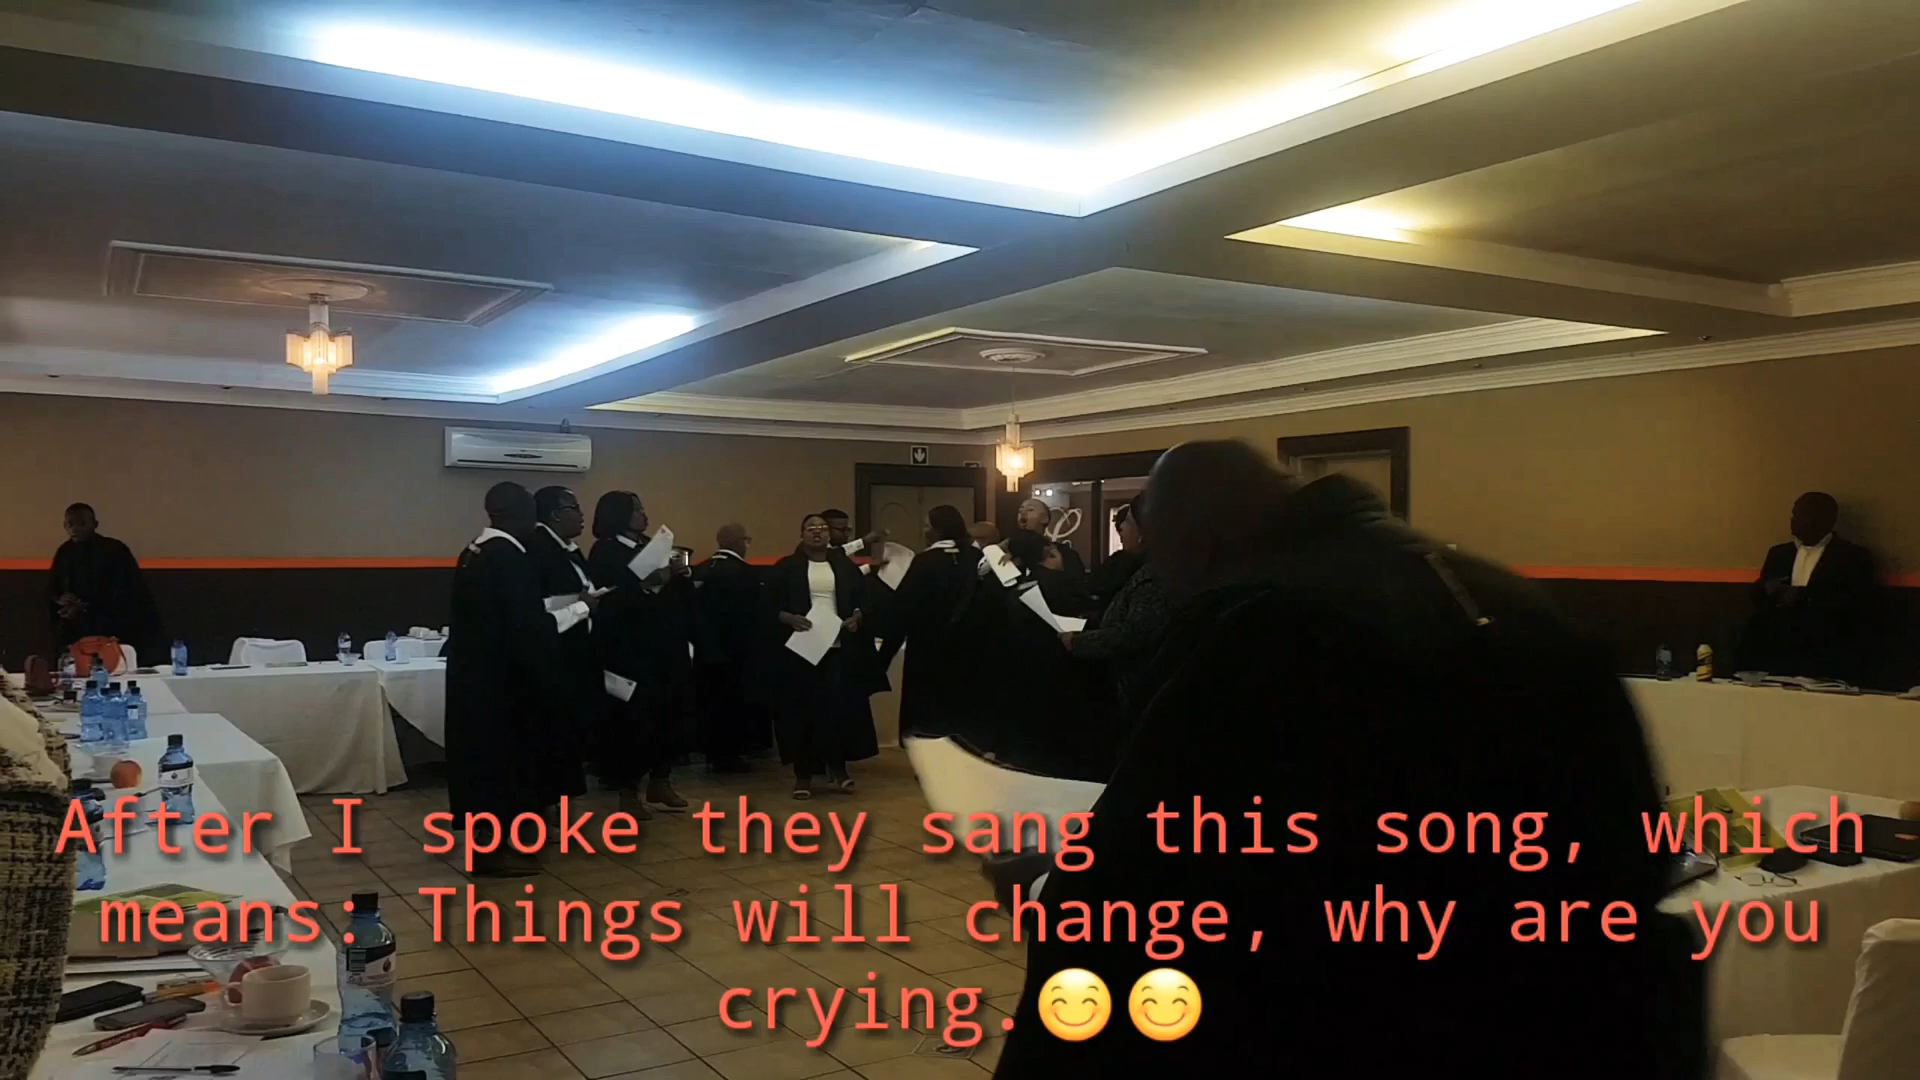 After I spoke they sang this song, which
means: Things will change, why are you
crying.😊😊